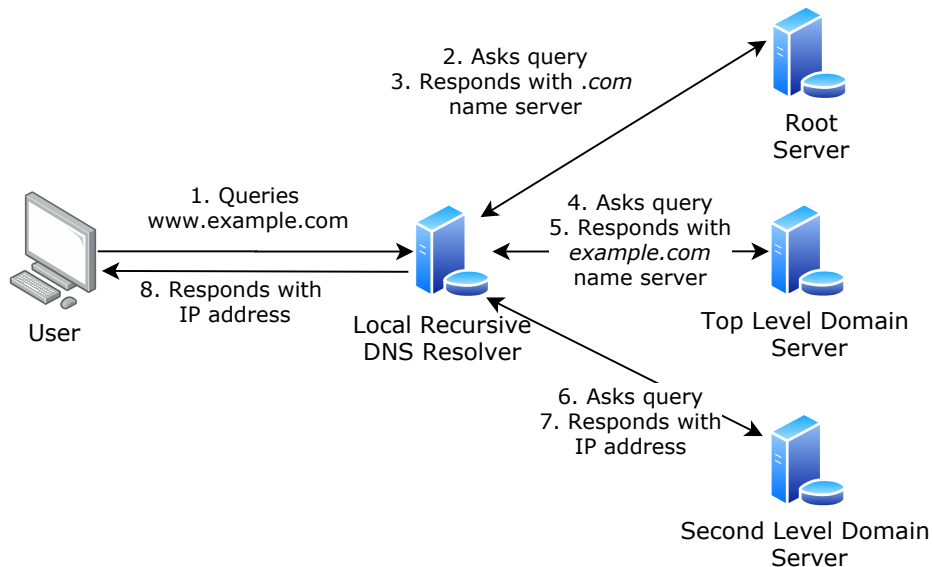 2. Asks query
3. Responds with .com
name server
Root
Server
1. Queries
www.example.com
4. Asks query
5. Responds with
example.com
name server
8. Responds with
IP address
User
Local Recursive
DNS Resolver
Top Level Domain
Server
6. Asks query
7. Responds with
IP address
Second Level Domain
Server